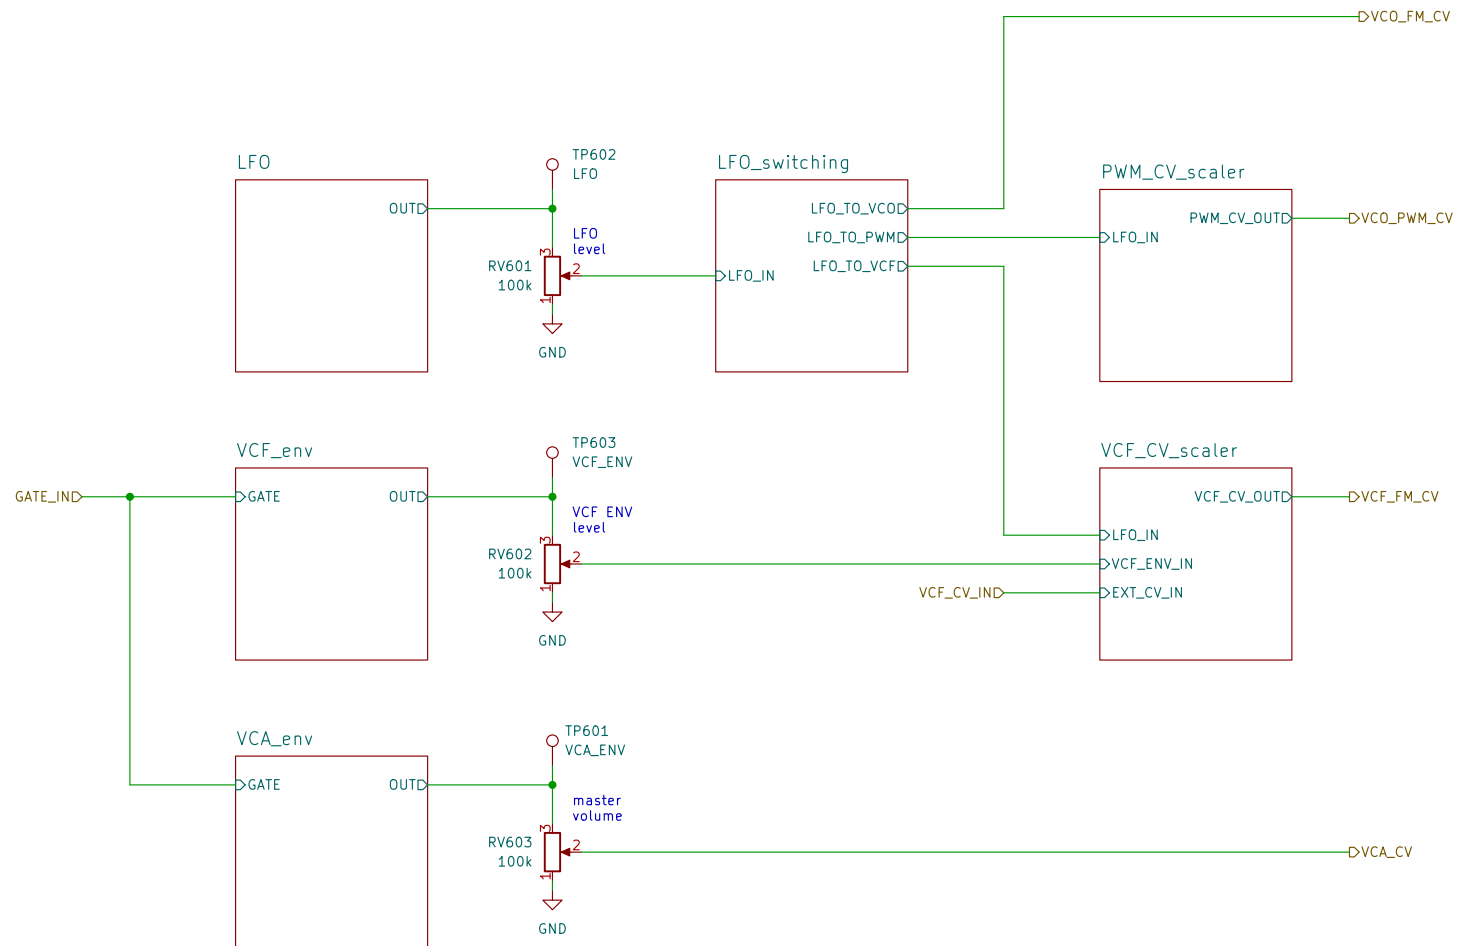 VCO_FM_CV
LFO
OUT
TP602
LFO
LFO
level
RV601
100k
3
2
1
GND
LFO_switching
LFO_TO_VCO
LFO_TO_PWM
LFO_TO_VCF
LFO_IN
PWM_CV_scaler
PWM_CV_OUT
LFO_IN
VCO_PWM_CV
GATE_IN
VCF_env
GATE
OUT
TP603
VCF_ENV
VCF ENV
level
RV602
100k
3
2
1
GND
VCF_CV_IN
VCF_CV_scaler
VCF_CV_OUT
LFO_IN
VCF_ENV_IN
EXT_CV_IN
VCF_FM_CV
VCA_env
GATE
OUT
TP601
VCA_ENV
master
volume
RV603
100k
3
2
1
GND
VCA_CV